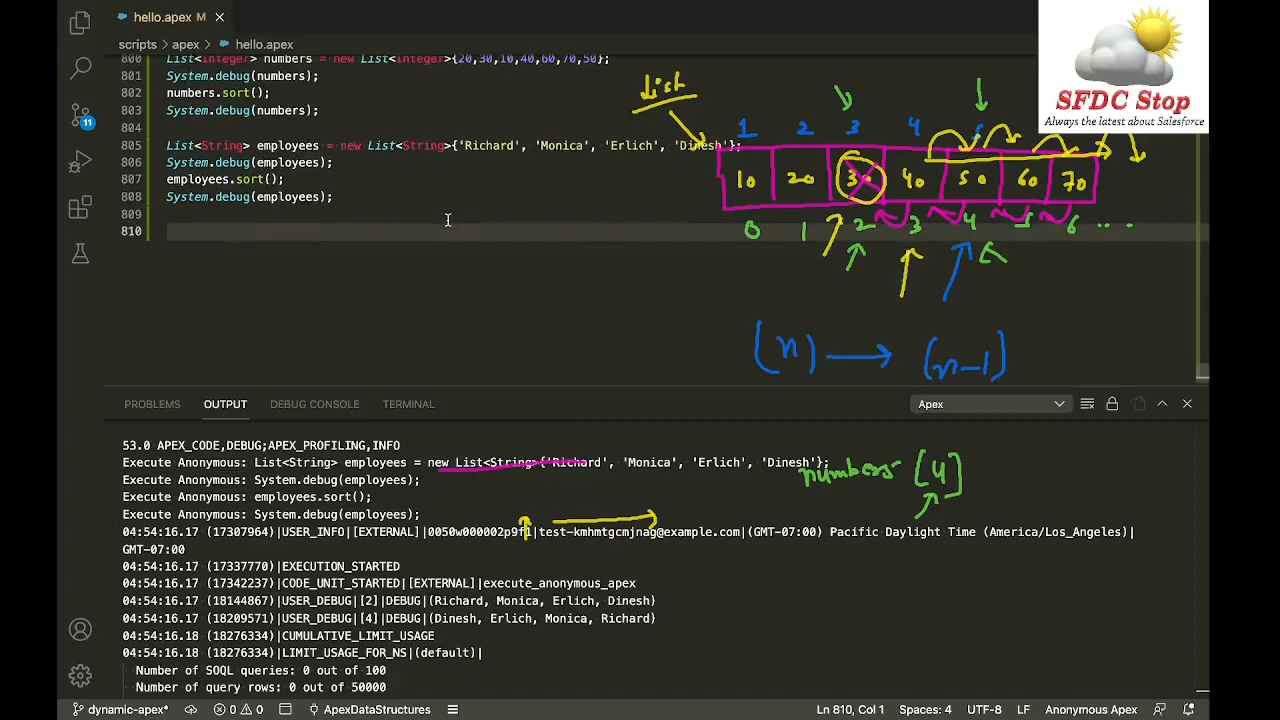 hello.apex M
scripts > apex > hello.apex
800 List<Integer> numbers = new List<Integer>{20,30,10,40,60,70,50};
801 System.debug(numbers);
802 numbers.sort();
803 System.debug(numbers);
804
805 List<String> employees = new List<String>{'Richard', 'Monica', 'Erlich', 'Dinesh'};
806 System.debug(employees);
807 employees.sort();
808 System.debug(employees);
809
810
SFDC Stop
Always the latest about Salesforce
List
1 2 3 4
10 20 30 40 50 60 70
0 1 2 3 4 5 6 ...
(n) → (n-1)
11
PROBLEMS OUTPUT DEBUG CONSOLE TERMINAL
Apex
53.0 APEX_CODE,DEBUG;APEX_PROFILING,INFO
Execute Anonymous: List<String> employees = new List<String>{'Richard', 'Monica', 'Erlich', 'Dinesh'};
numbers [4]
Execute Anonymous: System.debug(employees);
Execute Anonymous: employees.sort();
Execute Anonymous: System.debug(employees);
04:54:16.17 (17307964)|USER_INFO|[EXTERNAL]|0050w000002p9f1|test-kmhmtgcmjnag@example.com|(GMT-07:00) Pacific Daylight Time (America/Los_Angeles)|
GMT-07:00
04:54:16.17 (17337770)|EXECUTION_STARTED
04:54:16.17 (17342237)|CODE_UNIT_STARTED|[EXTERNAL]|execute_anonymous_apex
04:54:16.17 (18144867)|USER_DEBUG|[2]|DEBUG|(Richard, Monica, Erlich, Dinesh)
04:54:16.17 (18209571)|USER_DEBUG|[4]|DEBUG|(Dinesh, Erlich, Monica, Richard)
04:54:16.18 (18276334)|CUMULATIVE_LIMIT_USAGE
04:54:16.18 (18276334)|LIMIT_USAGE_FOR_NS|(default)|
Number of SOQL queries: 0 out of 100
Number of query rows: 0 out of 50000
dynamic-apex* 0 0 ApexDataStructures Ln 810, Col 1 Spaces: 4 UTF-8 LF Anonymous Apex